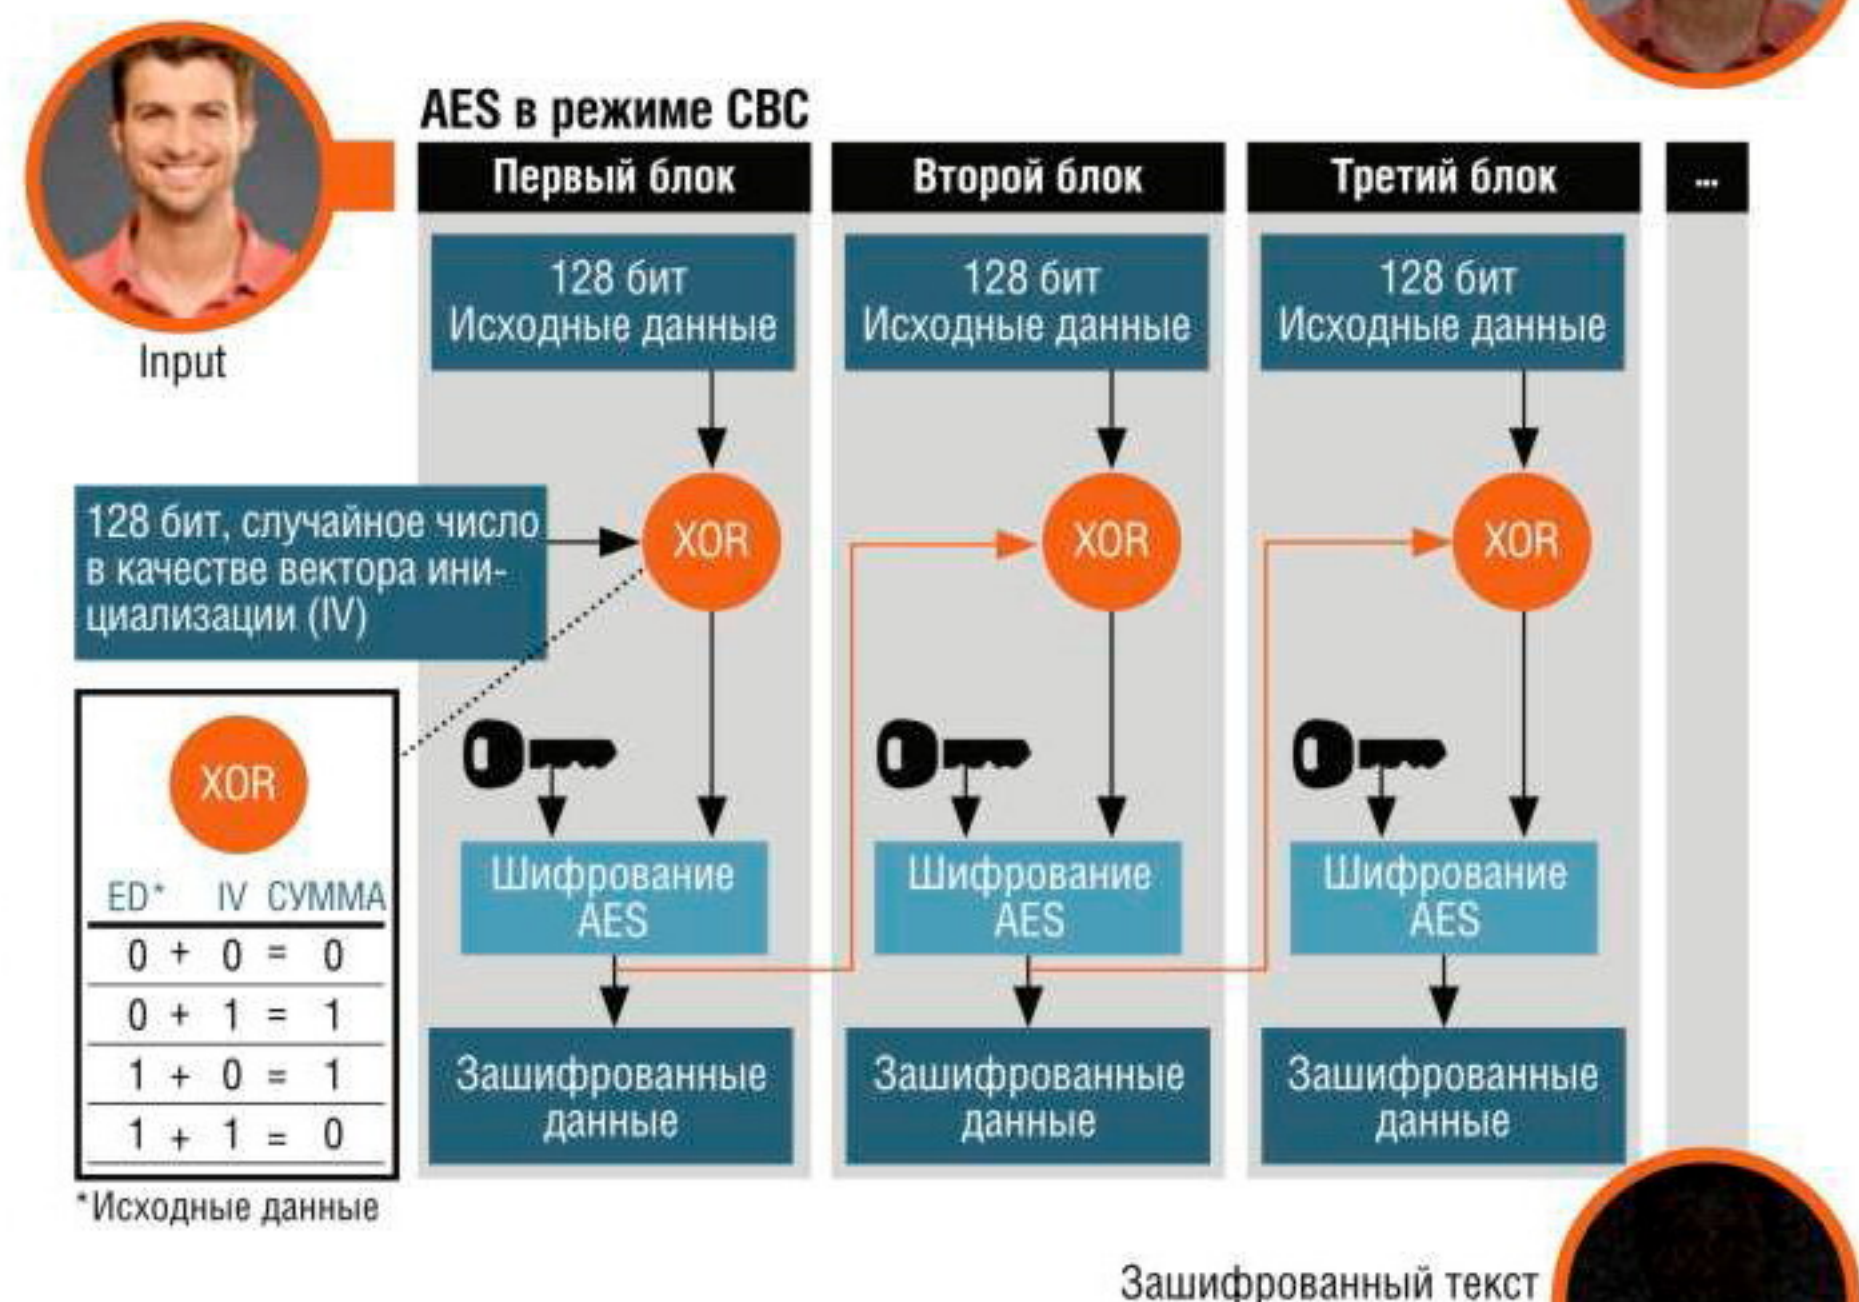 AES в режиме CBC
Первый блок
Второй блок
Третий блок
...
128 бит
Исходные данные
128 бит
Исходные данные
128 бит
Исходные данные
Input
128 бит, случайное число
в качестве вектора ини-
циализации (IV)
XOR
XOR
XOR
XOR
ED* IV СУММА
0 + 0 = 0
0 + 1 = 1
1 + 0 = 1
1 + 1 = 0
*Исходные данные
Шифрование
AES
Шифрование
AES
Шифрование
AES
Зашифрованные
данные
Зашифрованные
данные
Зашифрованные
данные
Зашифрованный текст